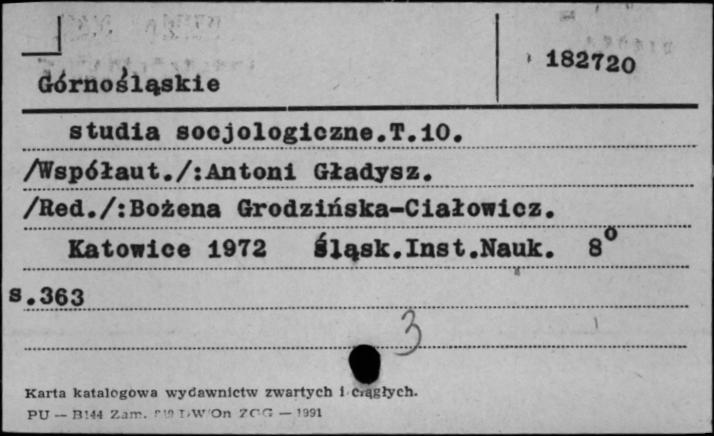 182720
Górnośląskie
studia socjologiczne.T.10.
/Współaut./:Antoni Gładysz.
/Red./:Bożena Grodzińska-Ciałowicz.
Katowice 1972 Śląsk.Inst.Nauk. 8°
s.363
3
Karta katalogowa wydawnictw zwartych i ciągłych.
PU — B144 Zam. ZGG — 1991